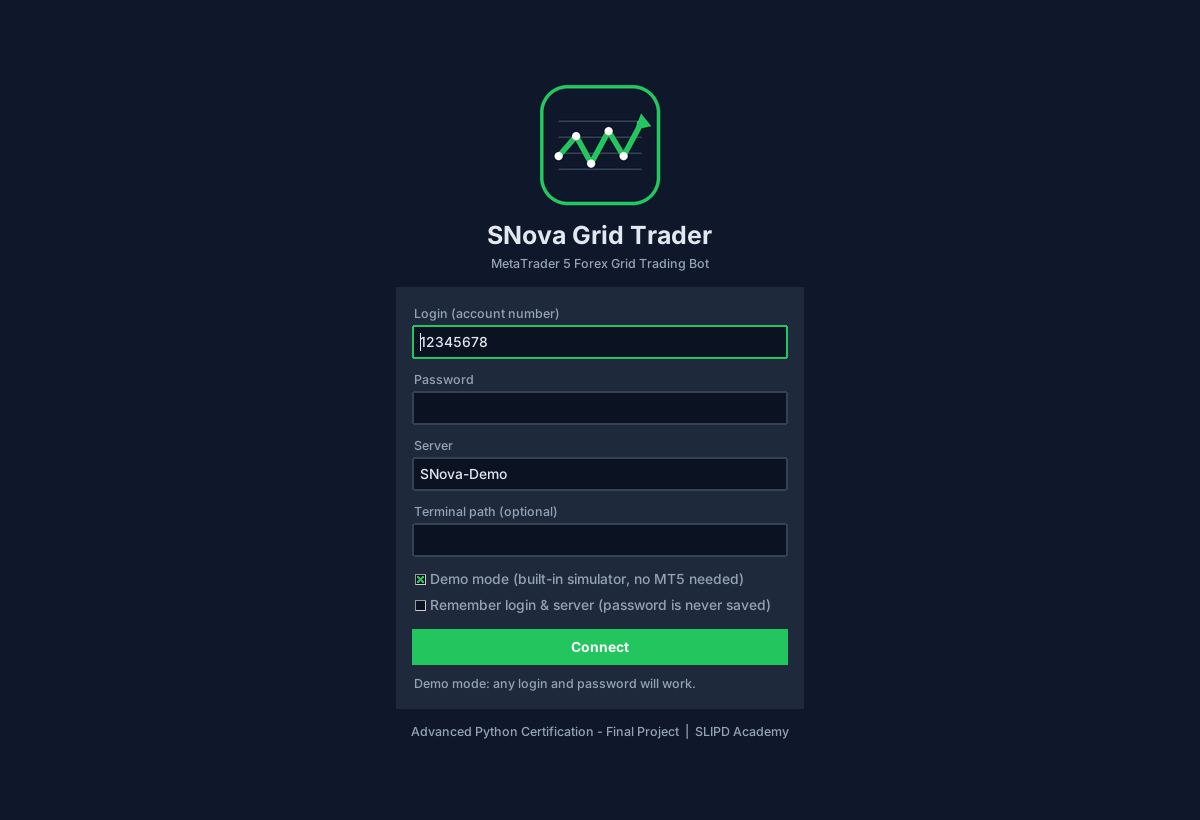 SNova Grid Trader
MetaTrader 5 Forex Grid Trading Bot
Login (account number)
12345678
Password
Server
SNova-Demo
Terminal path (optional)
Demo mode (built-in simulator, no MT5 needed)
Remember login & server (password is never saved)
Connect
Demo mode: any login and password will work.
Advanced Python Certification - Final Project | SLIPD Academy